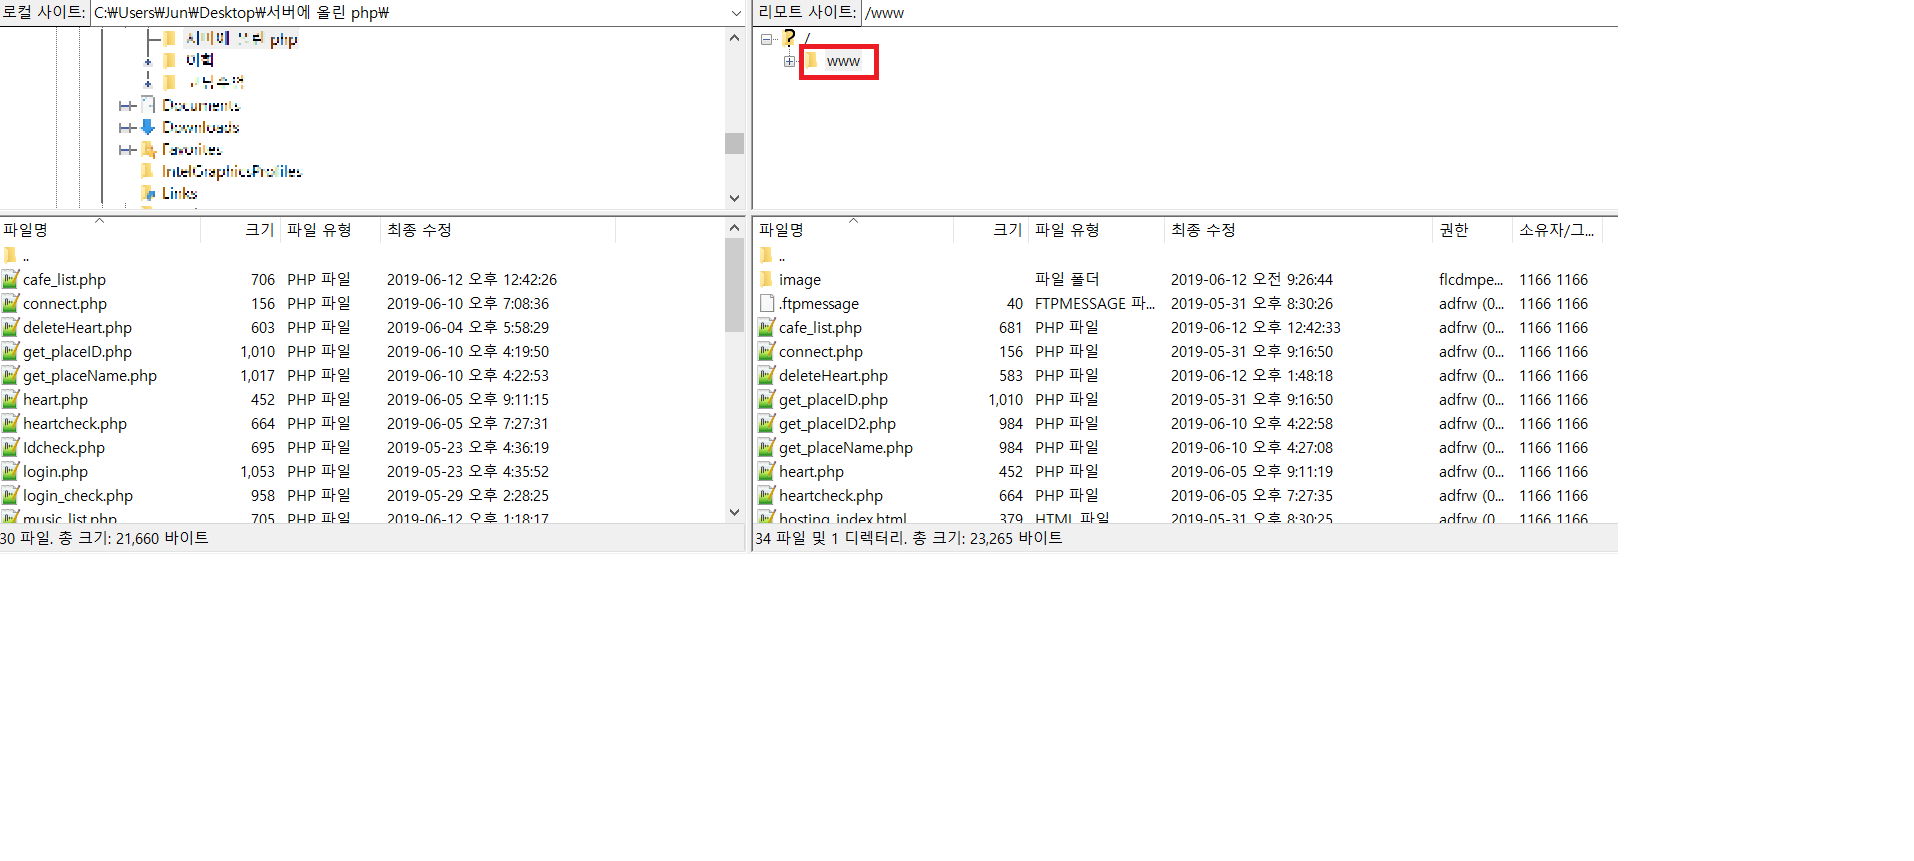 로컬 사이트: C:\Users\Jun\Desktop\서버에 올린 php\
php
Documents
Downloads
Favorites
IntelGraphicsProfiles
Links
파일명 크기 파일 유형 최종 수정
..
cafe_list.php 706 PHP 파일 2019-06-12 오후 12:42:26
connect.php 156 PHP 파일 2019-06-10 오후 7:08:36
deleteHeart.php 603 PHP 파일 2019-06-04 오후 5:58:29
get_placeID.php 1,010 PHP 파일 2019-06-10 오후 4:19:50
get_placeName.php 1,017 PHP 파일 2019-06-10 오후 4:22:53
heart.php 452 PHP 파일 2019-06-05 오후 9:11:15
heartcheck.php 664 PHP 파일 2019-06-05 오후 7:27:31
Idcheck.php 695 PHP 파일 2019-05-23 오후 4:36:19
login.php 1,053 PHP 파일 2019-05-23 오후 4:35:52
login_check.php 958 PHP 파일 2019-05-29 오후 2:28:25
music_list.php 705 PHP 파일 2019-06-12 오후 1:18:17
30 파일. 총 크기: 21,660 바이트
리모트 사이트: /www
/
www
파일명 크기 파일 유형 최종 수정 권한 소유자/그...
..
image 파일 폴더 2019-06-12 오전 9:26:44 flcdmpe... 1166 1166
.ftpmessage 40 FTPMESSAGE 파... 2019-05-31 오후 8:30:26 adfrw (0... 1166 1166
cafe_list.php 681 PHP 파일 2019-06-12 오후 12:42:33 adfrw (0... 1166 1166
connect.php 156 PHP 파일 2019-05-31 오후 9:16:50 adfrw (0... 1166 1166
deleteHeart.php 583 PHP 파일 2019-06-12 오후 1:48:18 adfrw (0... 1166 1166
get_placeID.php 1,010 PHP 파일 2019-05-31 오후 9:16:50 adfrw (0... 1166 1166
get_placeID2.php 984 PHP 파일 2019-06-10 오후 4:22:58 adfrw (0... 1166 1166
get_placeName.php 984 PHP 파일 2019-06-10 오후 4:27:08 adfrw (0... 1166 1166
heart.php 452 PHP 파일 2019-06-05 오후 9:11:19 adfrw (0... 1166 1166
heartcheck.php 664 PHP 파일 2019-06-05 오후 7:27:35 adfrw (0... 1166 1166
hosting_index.html 379 HTML 파일 2019-05-31 오후 8:30:25 adfrw (0... 1166 1166
34 파일 및 1 디렉터리. 총 크기: 23,265 바이트